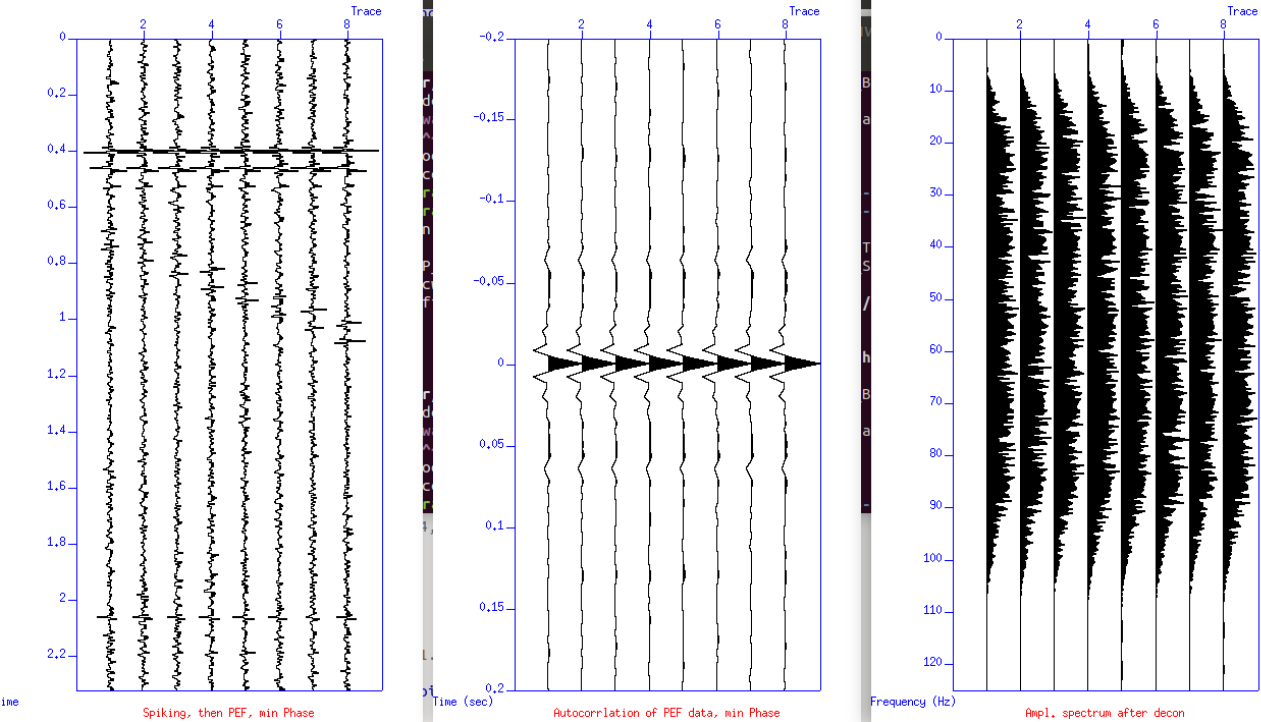 Trace
2 4 6 8
0
0.2
0.4
0.6
0.8
1
1.2
1.4
1.6
1.8
2
2.2
ime
Spiking, then PEF, min Phase
Trace
2 4 6 8
-0.2
-0.15
-0.1
-0.05
0
0.05
0.1
0.15
0.2
Time (sec)
Autocorrlation of PEF data, min Phase
Trace
2 4 6 8
0
10
20
30
40
50
60
70
80
90
100
110
120
Frequency (Hz)
Ampl. spectrum after decon